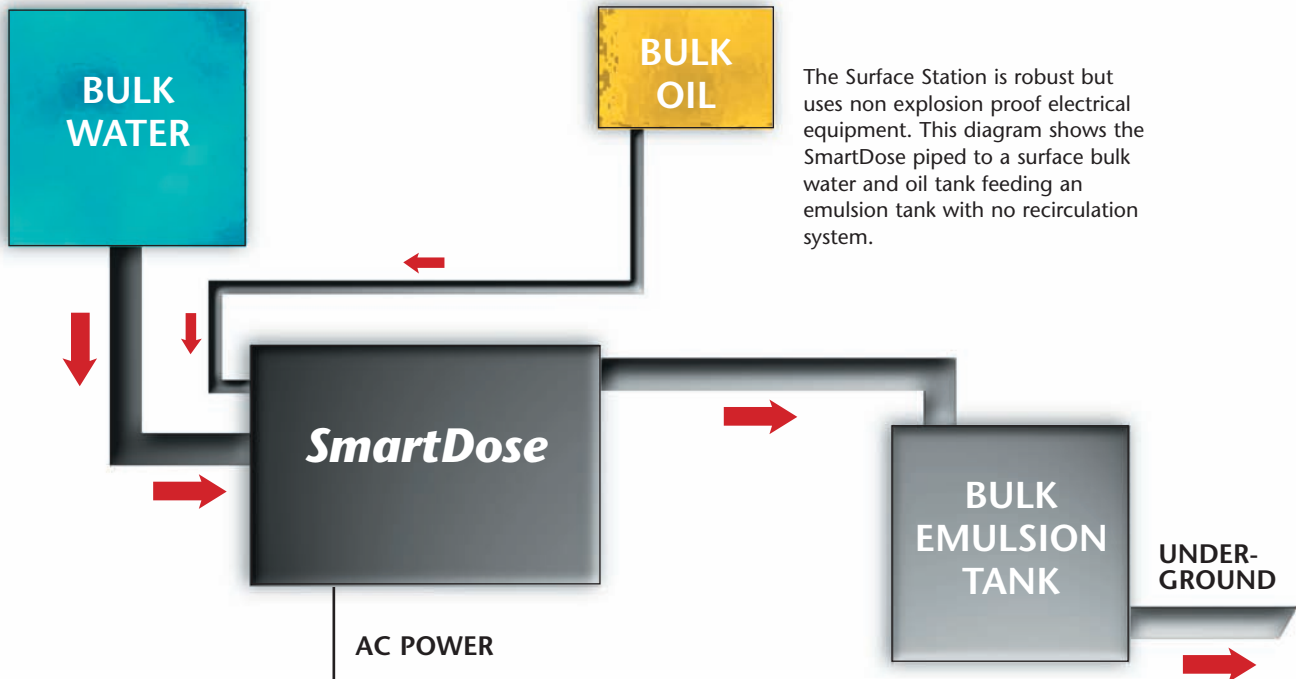 BULK
WATER
BULK
OIL
The Surface Station is robust but
uses non explosion proof electrical
equipment. This diagram shows the
SmartDose piped to a surface bulk
water and oil tank feeding an
emulsion tank with no recirculation
system.
SmartDose
BULK
EMULSION
TANK
UNDER-
GROUND
AC POWER